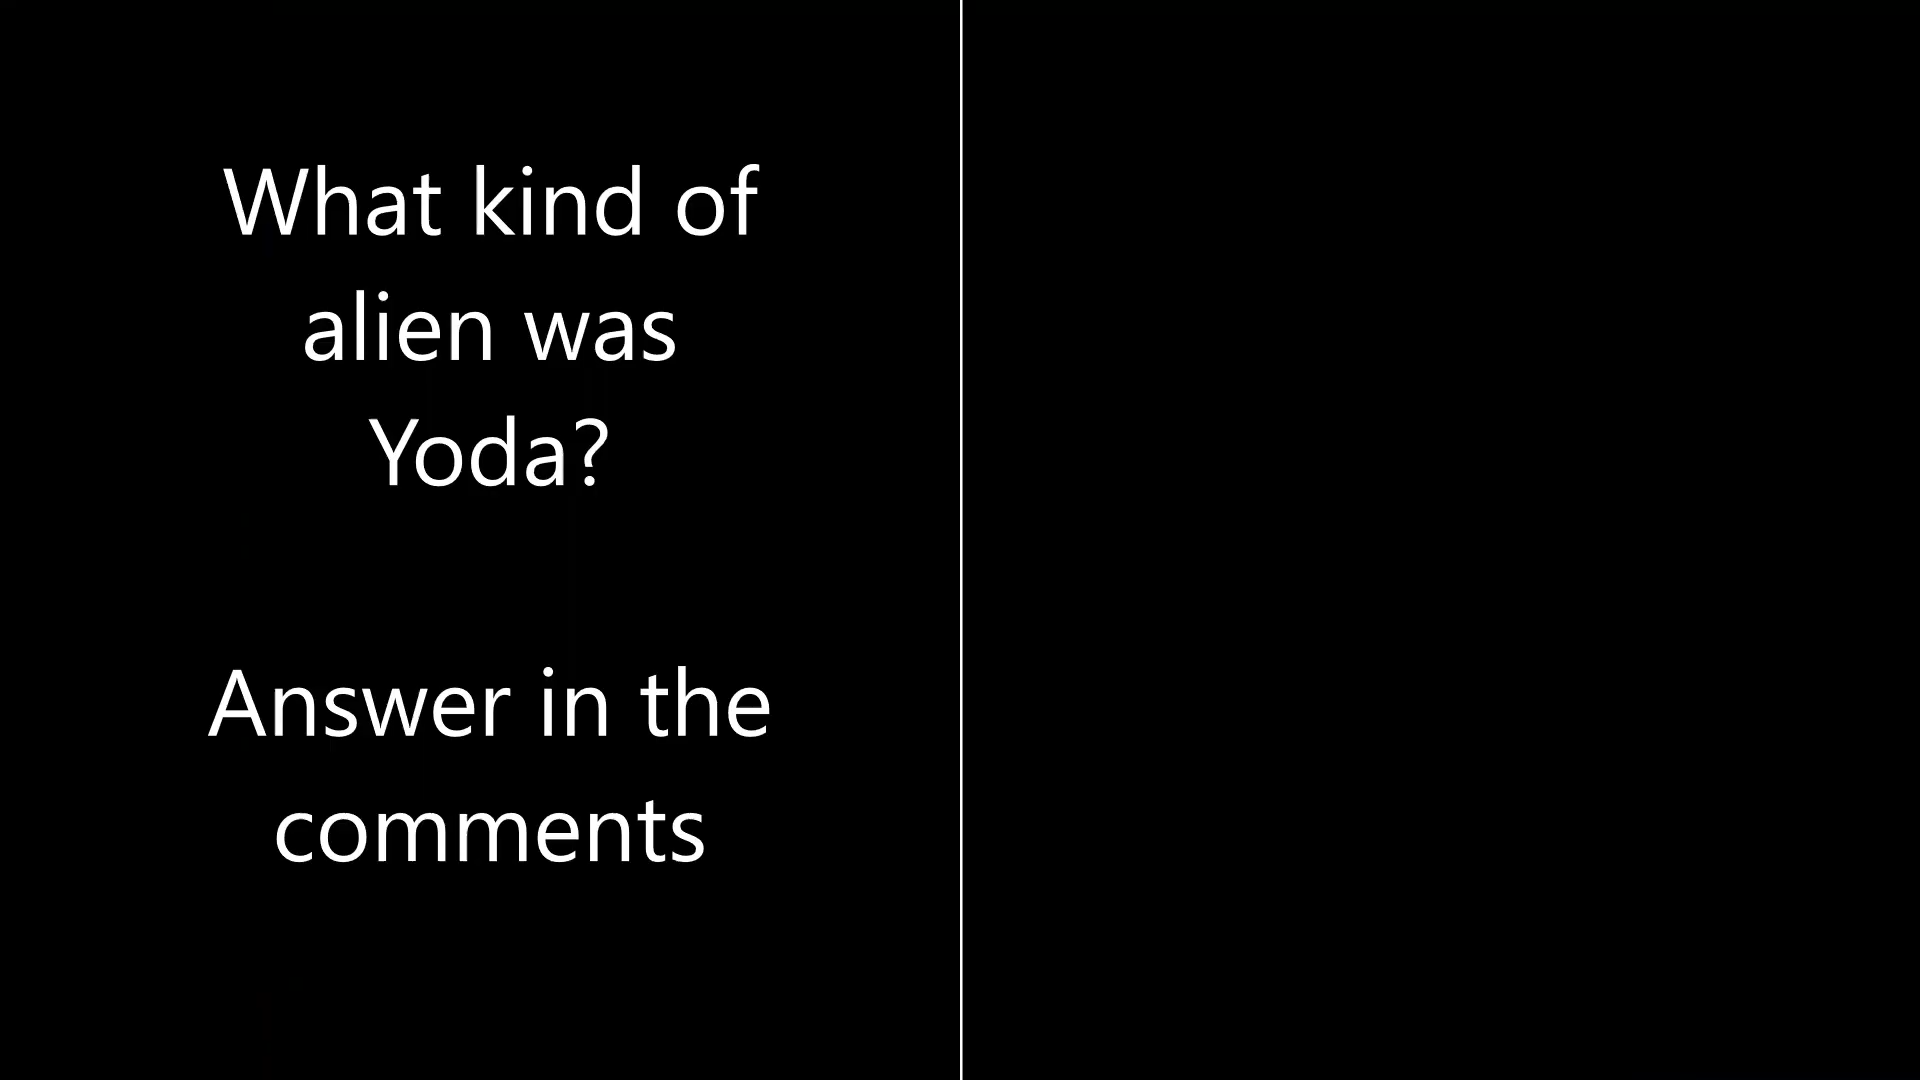 What kind of
alien was
Yoda?
Answer in the
comments